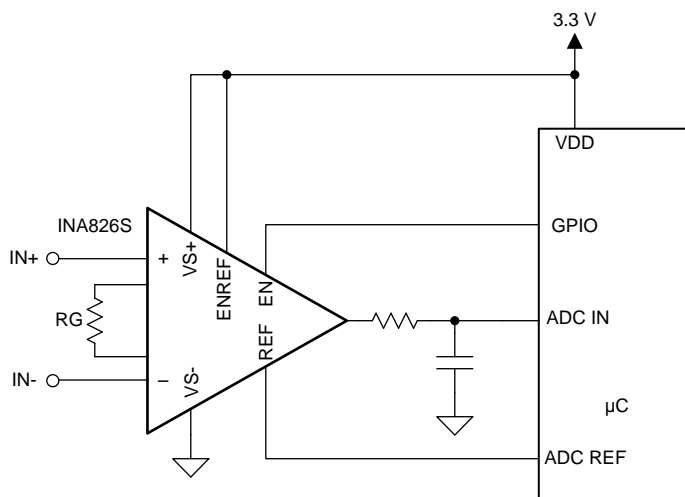 3.3 V
VDD
INA826S
GPIO
IN+
+
VS+
ENREF
EN
RG
ADC IN
REF
IN-
–
VS-
µC
ADC REF